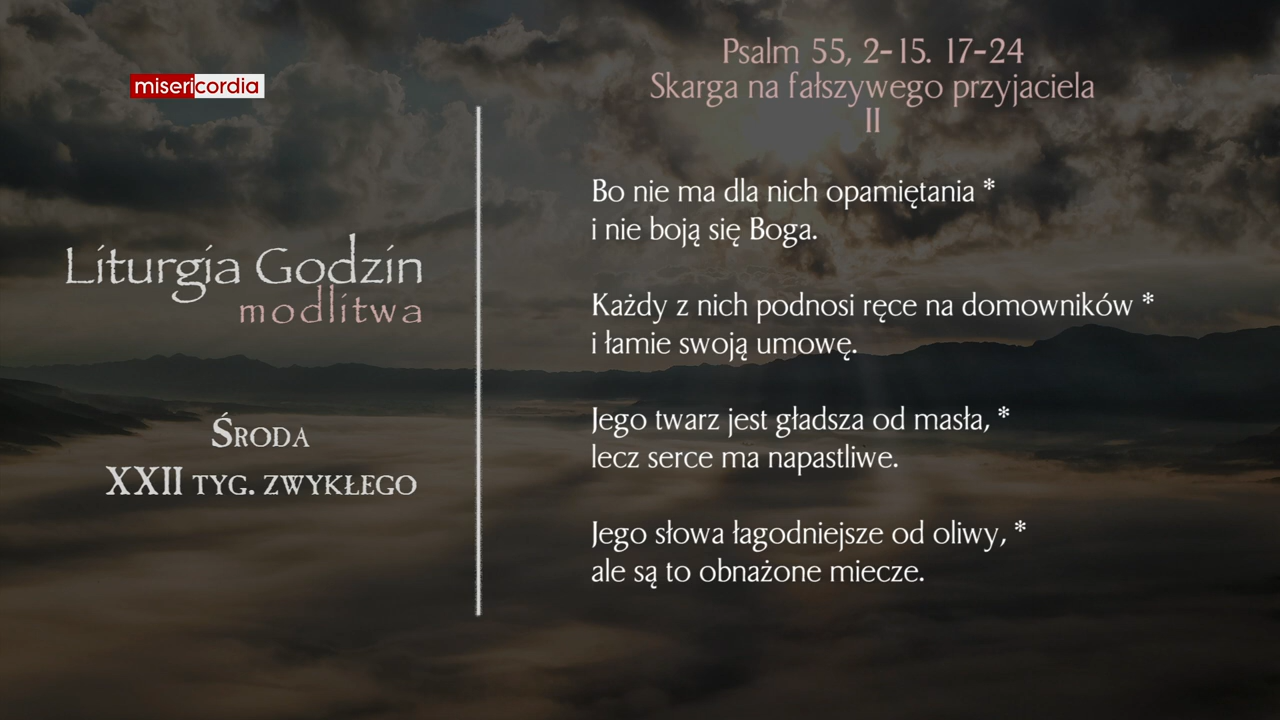 misericordia
Liturgia Godzin
modlitwa
Środa
XXII tyg. zwykłego
Psalm 55, 2-15. 17-24
Skarga na fałszywego przyjaciela
II
Bo nie ma dla nich opamiętania *
i nie boją się Boga.
Każdy z nich podnosi ręce na domowników *
i łamie swoją umowę.
Jego twarz jest gładsza od masła, *
lecz serce ma napastliwe.
Jego słowa łagodniejsze od oliwy, *
ale są to obnażone miecze.